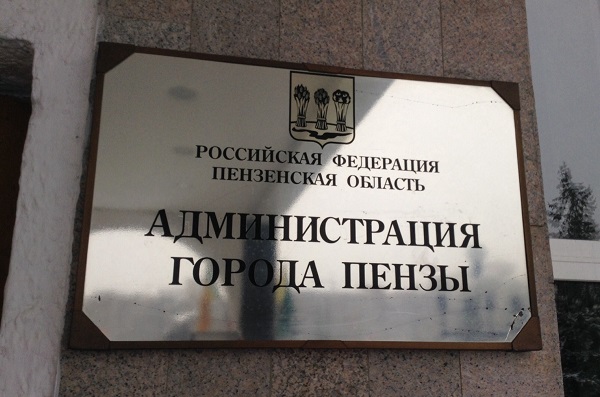 РОССИЙСКАЯ ФЕДЕРАЦИЯ
ПЕНЗЕНСКАЯ ОБЛАСТЬ
АДМИНИСТРАЦИЯ
ГОРОДА ПЕНЗЫ